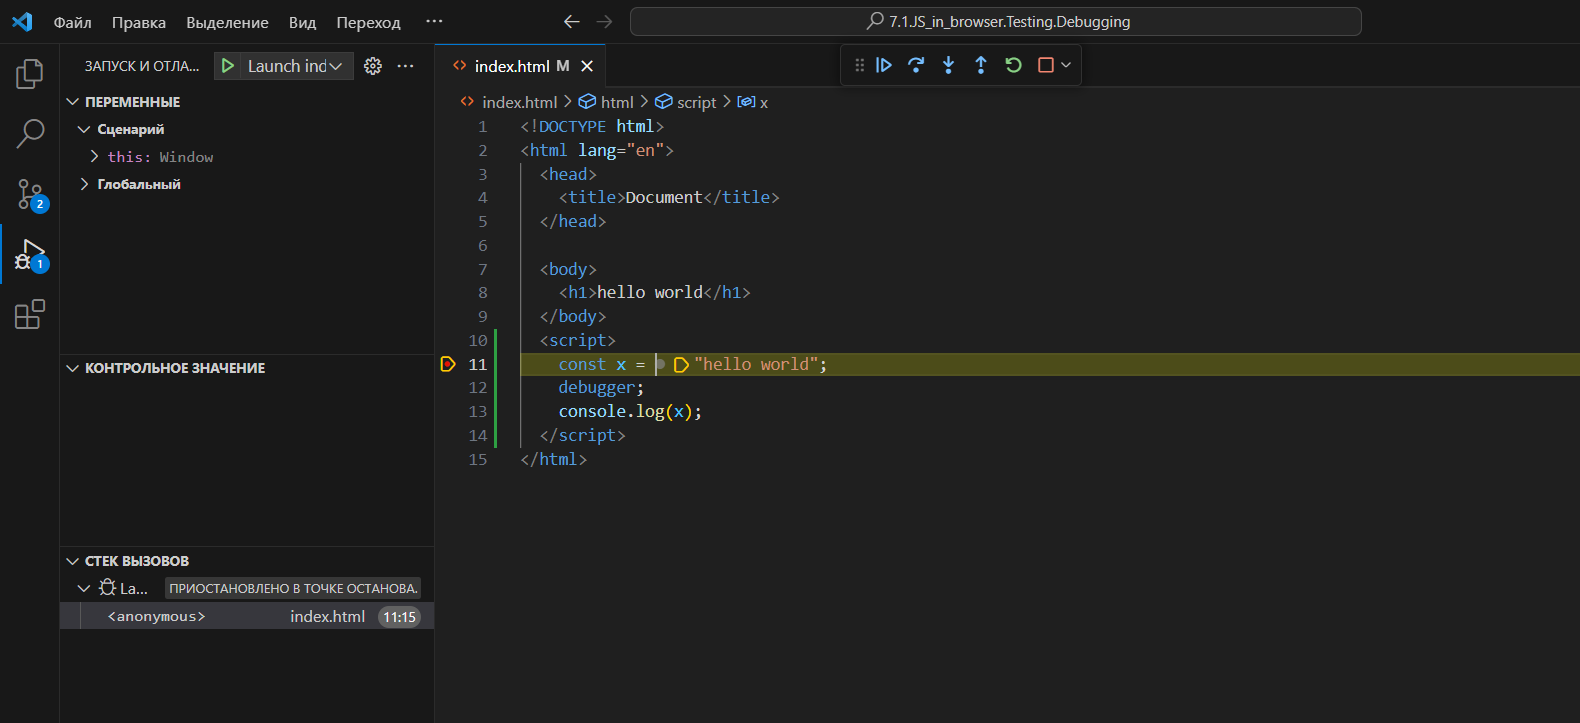 Файл Правка Выделение Вид Переход ··· 7.1.JS_in_browser.Testing.Debugging
ЗАПУСК И ОТЛА... Launch ind ···
ПЕРЕМЕННЫЕ
Сценарий
this: Window
Глобальный
КОНТРОЛЬНОЕ ЗНАЧЕНИЕ
СТЕК ВЫЗОВОВ
La... ПРИОСТАНОВЛЕНО В ТОЧКЕ ОСТАНОВА.
<anonymous> index.html 11:15
2
1
index.html M
index.html > html > script > x
1 <!DOCTYPE html>
2 <html lang="en">
3 <head>
4 <title>Document</title>
5 </head>
6
7 <body>
8 <h1>hello world</h1>
9 </body>
10 <script>
11 const x = "hello world";
12 debugger;
13 console.log(x);
14 </script>
15 </html>